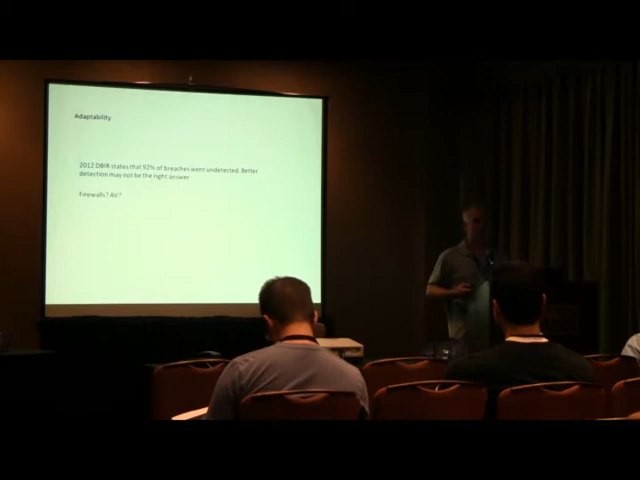 Adaptability
2012 DBIR states that 92% of breaches went undetected. Better
detection may not be the right answer
Firewalls? AV?